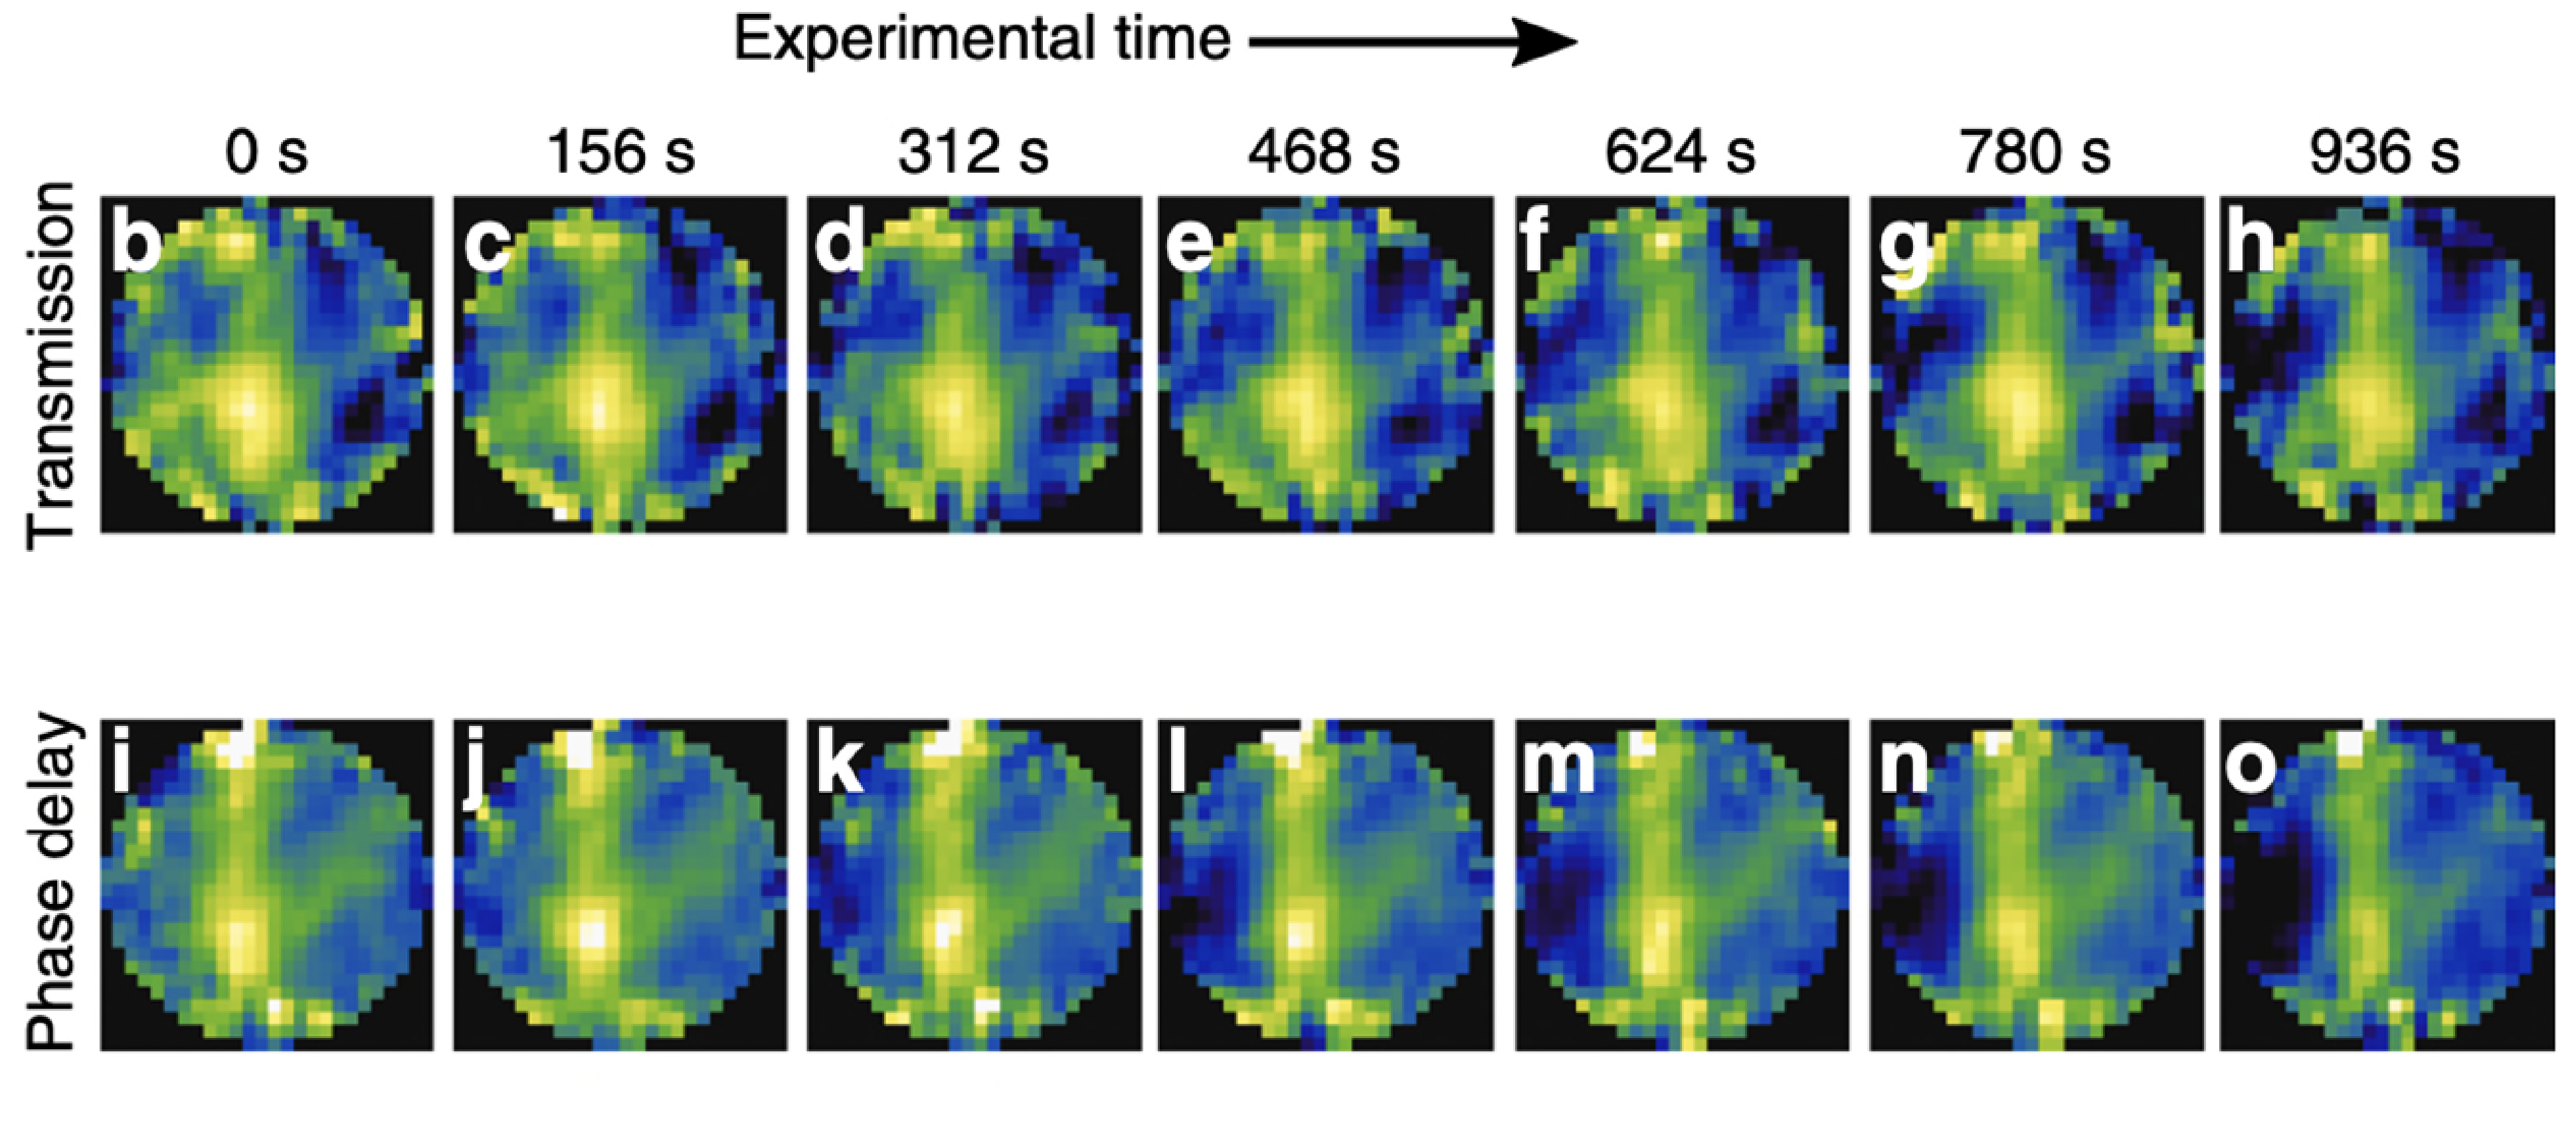 Experimental time
0 s 156 s 312 s 468 s 624 s 780 s 936 s
Transmission
b c d e f g h
Phase delay
i j k l m n o